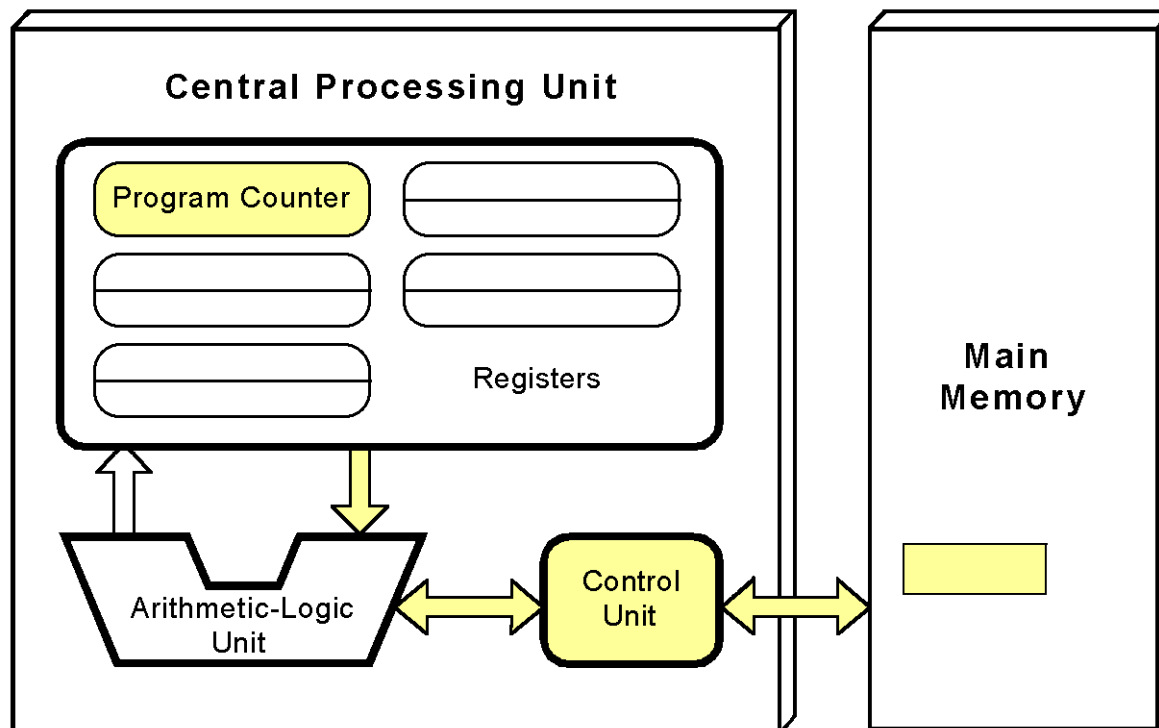 Central Processing Unit
Program Counter
Registers
Arithmetic-Logic
Unit
Control
Unit
Main
Memory